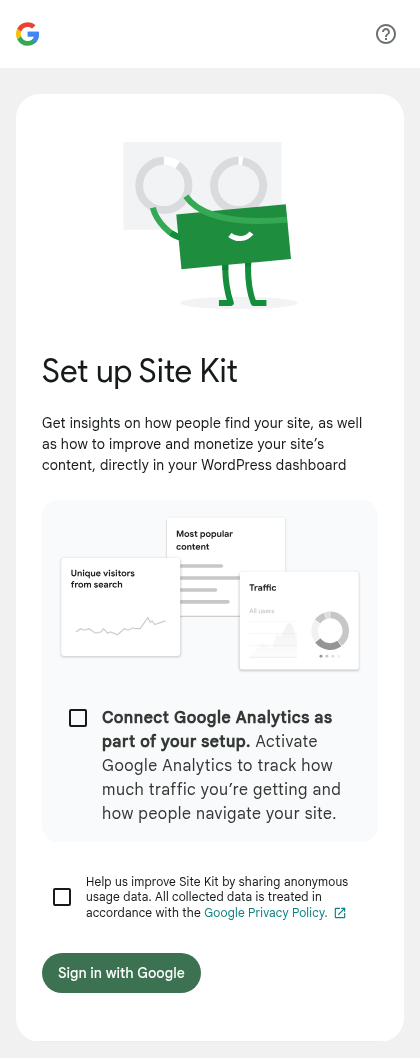 Set up Site Kit
Get insights on how people find your site, as well
as how to improve and monetize your site's
content, directly in your WordPress dashboard
Most popular
content
Unique visitors
from search
Traffic
All users
Connect Google Analytics as
part of your setup. Activate
Google Analytics to track how
much traffic you're getting and
how people navigate your site.
Help us improve Site Kit by sharing anonymous
usage data. All collected data is treated in
accordance with the Google Privacy Policy.
Sign in with Google